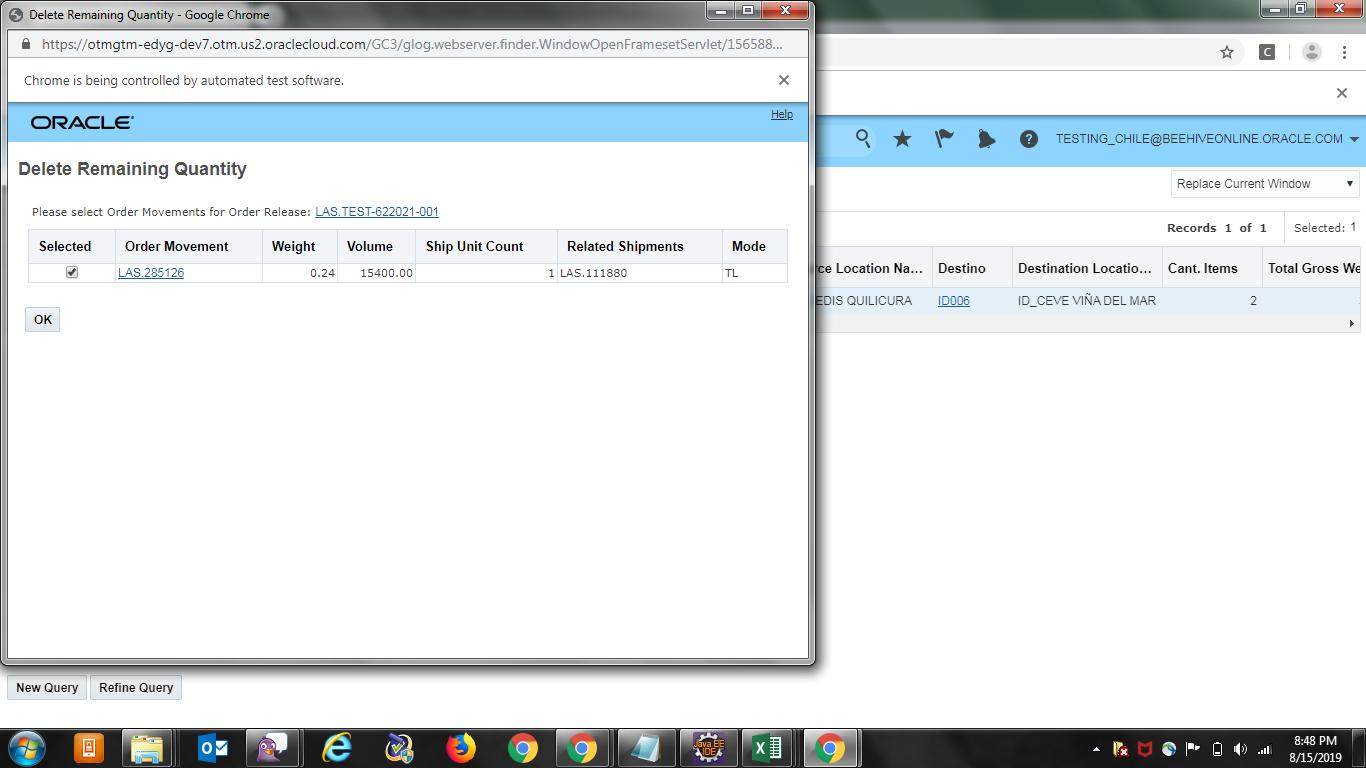 Delete Remaining Quantity - Google Chrome
https://otmgtm-edyg-dev7.otm.us2.oraclecloud.com/GC3/glog.webserver.finder.WindowOpenFramesetServlet/156588...
Chrome is being controlled by automated test software.
ORACLE
Help
Delete Remaining Quantity
Please select Order Movements for Order Release: LAS.TEST-622021-001
Selected Order Movement Weight Volume Ship Unit Count Related Shipments Mode
LAS.285126 0.24 15400.00 1 LAS.111880 TL
OK
C
TESTING_CHILE@BEEHIVEONLINE.ORACLE.COM
Replace Current Window
Records 1 of 1 Selected: 1
rce Location Na... Destino Destination Locatio... Cant. Items Total Gross We
EDIS QUILICURA ID006 ID_CEVE VIÑA DEL MAR 2
New Query Refine Query
Java EE
IDE
8:48 PM
8/15/2019